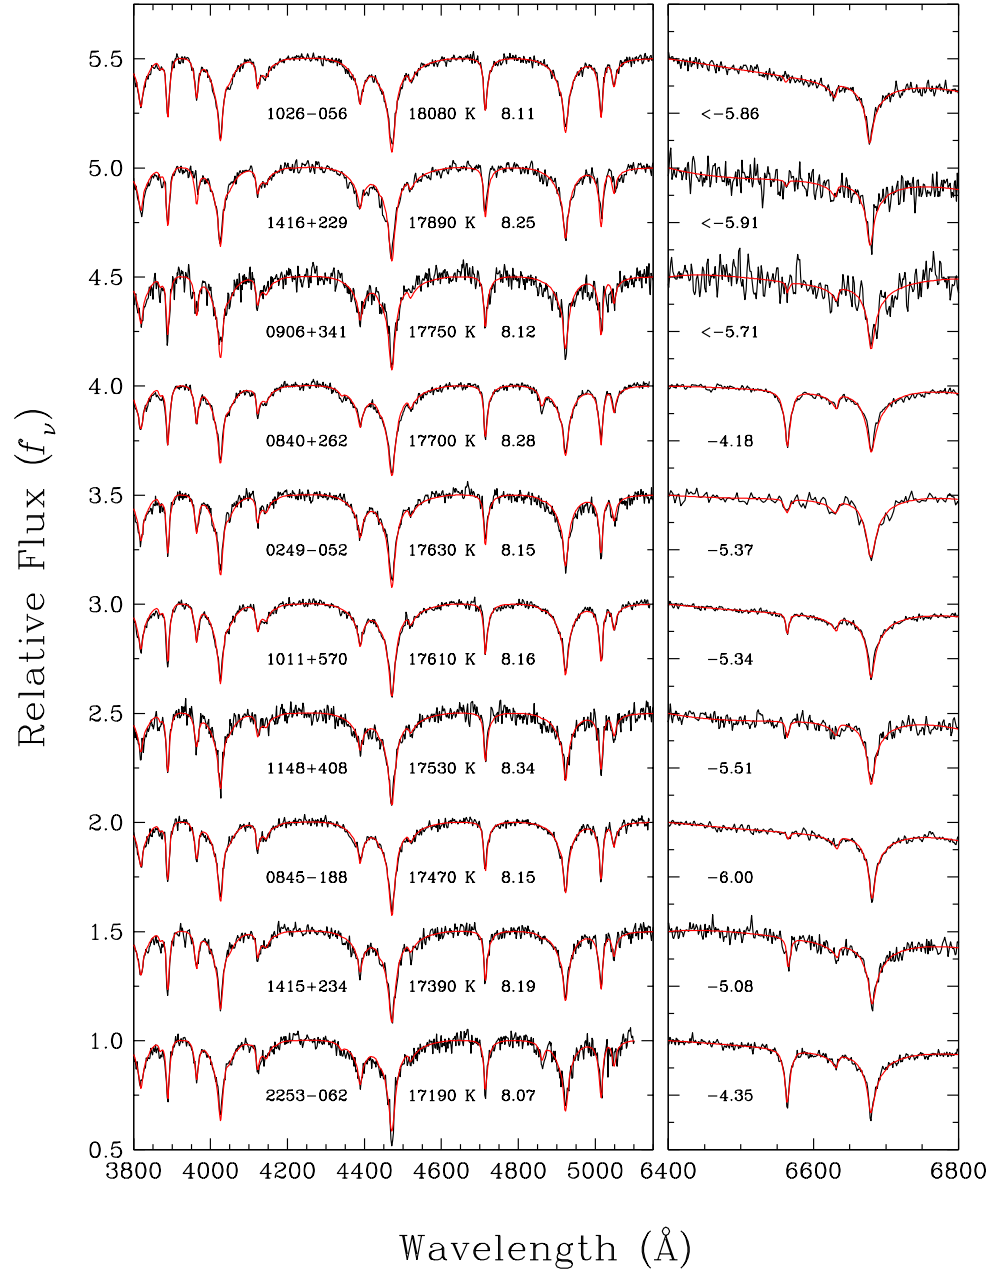 5.5
1026−056 18080 K 8.11 <−5.86
5.0
1416+229 17890 K 8.25 <−5.91
4.5
0906+341 17750 K 8.12 <−5.71
4.0
0840+262 17700 K 8.28 −4.18
3.5
0249−052 17630 K 8.15 −5.37
3.0
1011+570 17610 K 8.16 −5.34
2.5
1148+408 17530 K 8.34 −5.51
2.0
0845−188 17470 K 8.15 −6.00
1.5
1415+234 17390 K 8.19 −5.08
1.0
2253−062 17190 K 8.07 −4.35
0.5
3800 4000 4200 4400 4600 4800 5000 6400 6600 6800
Wavelength (Å)
Relative Flux (fν)